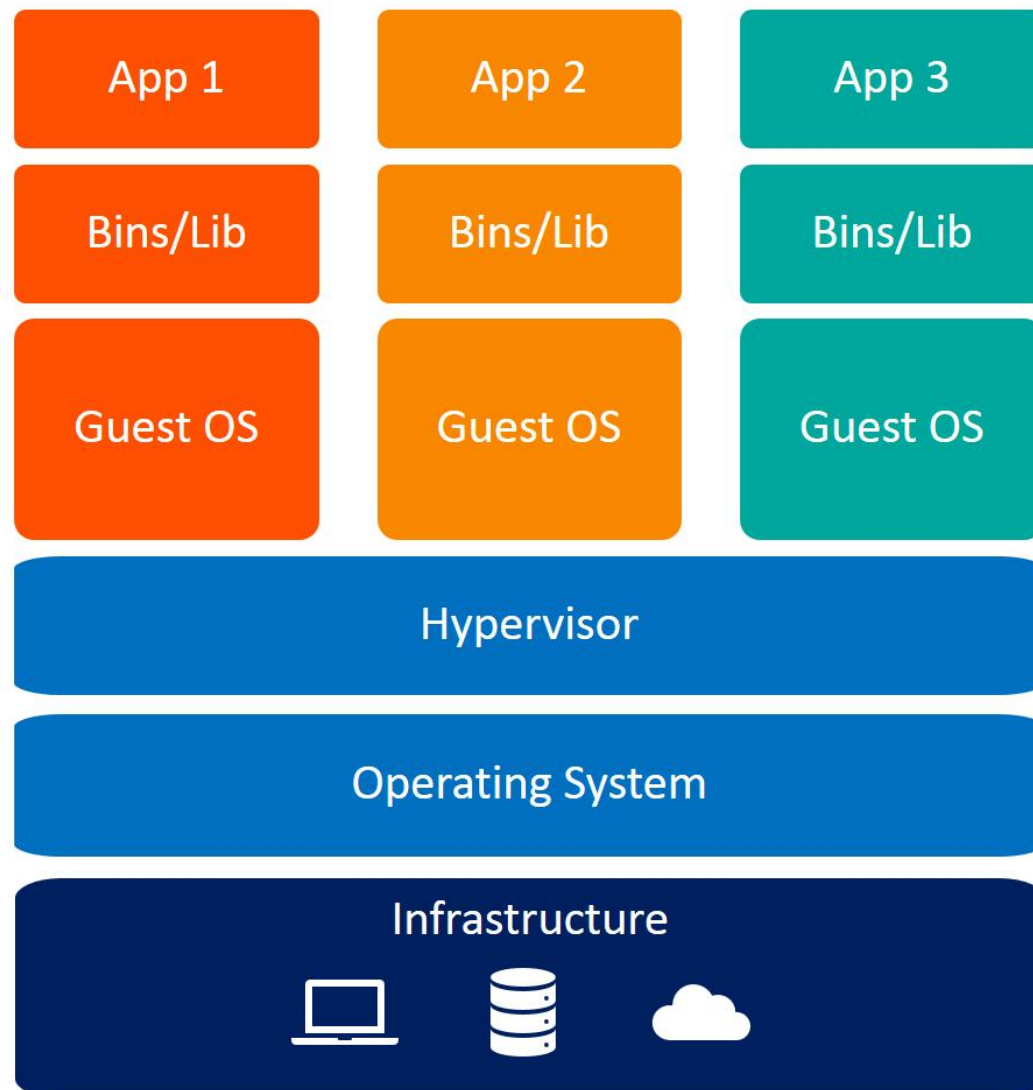 App 1
App 2
App 3
Bins/Lib
Bins/Lib
Bins/Lib
Guest OS
Guest OS
Guest OS
Hypervisor
Operating System
Infrastructure